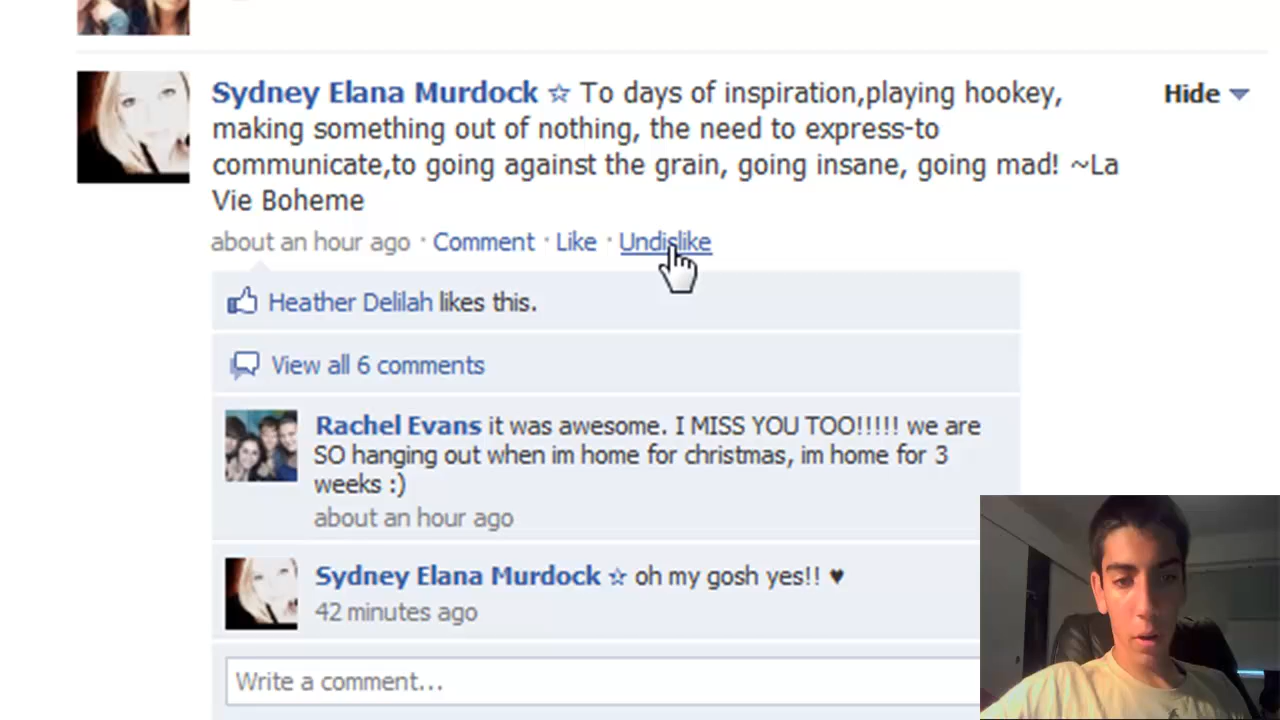 Sydney Elana Murdock ☆ To days of inspiration,playing hookey,
Hide
making something out of nothing, the need to express-to
communicate,to going against the grain, going insane, going mad! ~La
Vie Boheme
about an hour ago · Comment · Like · Undislike
Heather Delilah likes this.
View all 6 comments
Rachel Evans it was awesome. I MISS YOU TOO!!!!! we are
SO hanging out when im home for christmas, im home for 3
weeks :)
about an hour ago
Sydney Elana Murdock ☆ oh my gosh yes!! ♥
42 minutes ago
Write a comment...